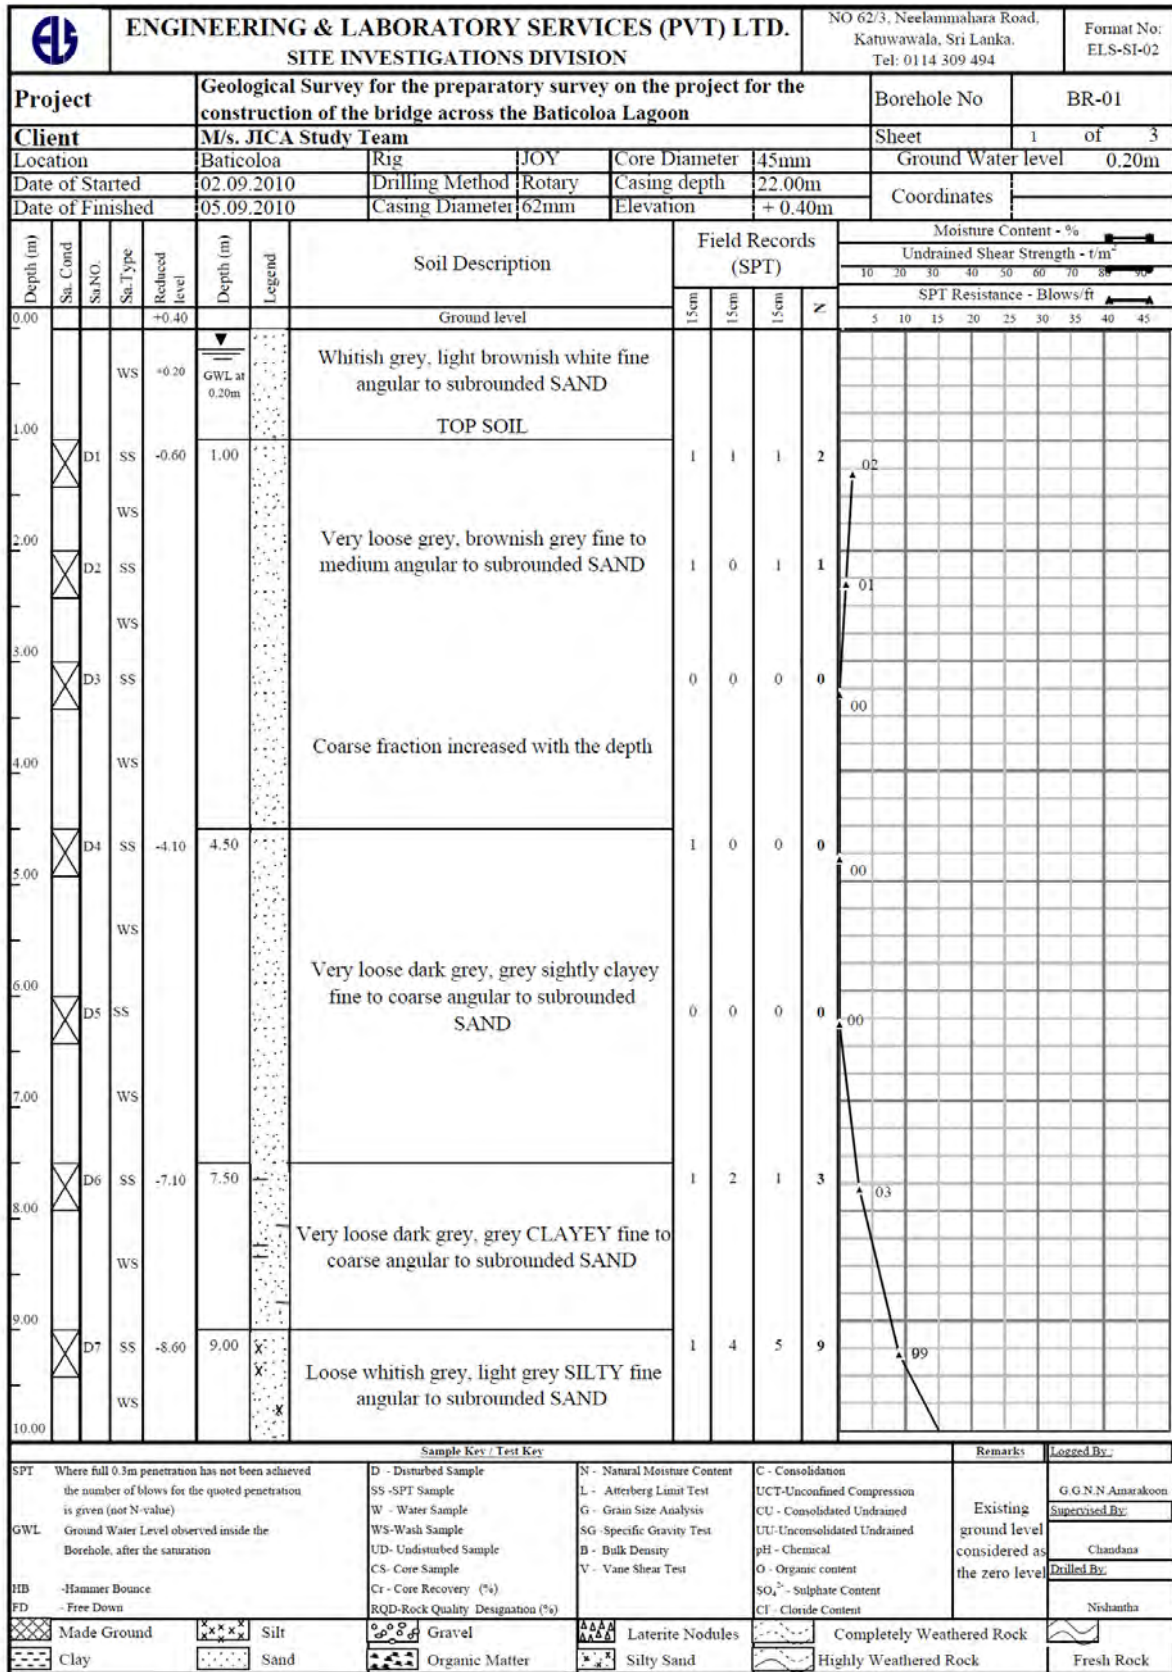 ELS
ENGINEERING & LABORATORY SERVICES (PVT) LTD.
SITE INVESTIGATIONS DIVISION
NO 62/3, Neelammahara Road,
Katuwawala, Sri Lanka.
Tel: 0114 309 494
Format No:
ELS-SI-02
Project
Geological Survey for the preparatory survey on the project for the
construction of the bridge across the Baticoloa Lagoon
Borehole No BR-01
Client M/s. JICA Study Team Sheet 1 of 3
Location Baticoloa Rig JOY Core Diameter 45mm Ground Water level 0.20m
Date of Started 02.09.2010 Drilling Method Rotary Casing depth 22.00m Coordinates
Date of Finished 05.09.2010 Casing Diameter 62mm Elevation + 0.40m
Depth (m) Sa. Cond Sa.NO. Sa.Type Reduced level Depth (m) Legend Soil Description
Field Records
(SPT)
15cm 15cm 15cm N
Moisture Content - %
Undrained Shear Strength - t/m²
10 20 30 40 50 60 70 80 90
SPT Resistance - Blows/ft
5 10 15 20 25 30 35 40 45
0.00 +0.40 Ground level
WS +0.20 GWL at
0.20m
Whitish grey, light brownish white fine
angular to subrounded SAND
TOP SOIL
1.00
D1 SS -0.60 1.00 1 1 1 2 02
WS
2.00
Very loose grey, brownish grey fine to
medium angular to subrounded SAND
D2 SS 1 0 1 1 01
WS
3.00
D3 SS 0 0 0 0 00
Coarse fraction increased with the depth
4.00 WS
D4 SS -4.10 4.50 1 0 0 0 00
5.00
WS
Very loose dark grey, grey sightly clayey
fine to coarse angular to subrounded
SAND
6.00
D5 SS 0 0 0 0 00
7.00 WS
D6 SS -7.10 7.50 1 2 1 3 03
8.00
Very loose dark grey, grey CLAYEY fine to
coarse angular to subrounded SAND
WS
9.00
D7 SS -8.60 9.00 1 4 5 9 09
Loose whitish grey, light grey SILTY fine
angular to subrounded SAND
WS
10.00
Sample Key / Test Key
SPT Where full 0.3m penetration has not been achieved
the number of blows for the quoted penetration
is given (not N-value)
GWL Ground Water Level observed inside the
Borehole, after the saturation
HB -Hammer Bounce
FD - Free Down
D - Disturbed Sample
SS -SPT Sample
W - Water Sample
WS-Wash Sample
UD- Undisturbed Sample
CS- Core Sample
Cr - Core Recovery (%)
RQD-Rock Quality Designation (%)
N - Natural Moisture Content
L - Atterberg Limit Test
G - Grain Size Analysis
SG -Specific Gravity Test
B - Bulk Density
V - Vane Shear Test
C - Consolidation
UCT-Unconfined Compression
CU - Consolidated Undrained
UU-Unconsolidated Undrained
pH - Chemical
O - Organic content
SO₄²⁻ - Sulphate Content
Cl⁻ - Cloride Content
Remarks
Existing
ground level
considered as
the zero level
Logged By :
G.G.N.N.Amarakoon
Supervised By:
Chandana
Drilled By:
Nishantha
Made Ground Silt Gravel Laterite Nodules Completely Weathered Rock
Clay Sand Organic Matter Silty Sand Highly Weathered Rock Fresh Rock